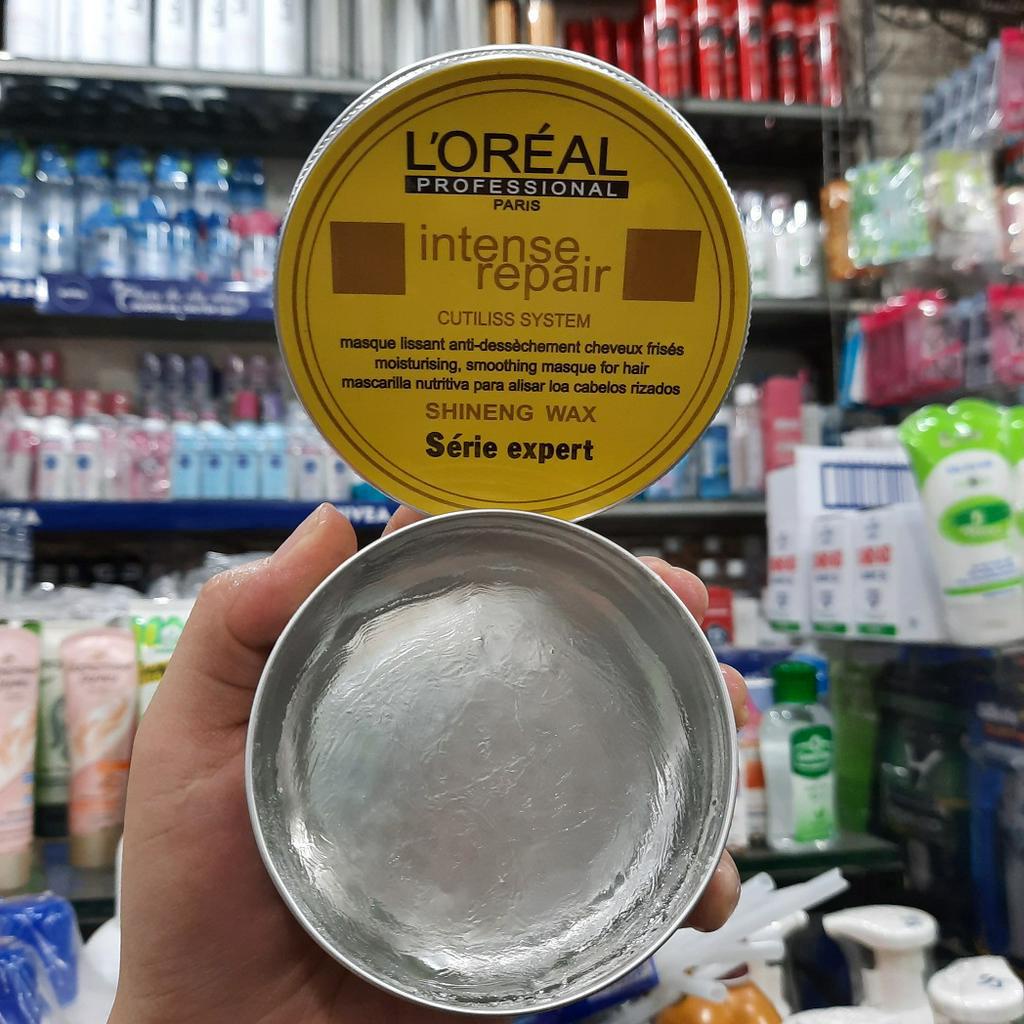 L'ORÉAL
PROFESSIONAL
PARIS
intense
repair
CUTILISS SYSTEM
masque lissant anti-dessèchement cheveux frisés
moisturising, smoothing masque for hair
mascarilla nutritiva para alisar loa cabelos rizados
SHINENG WAX
Série expert
NIVEA